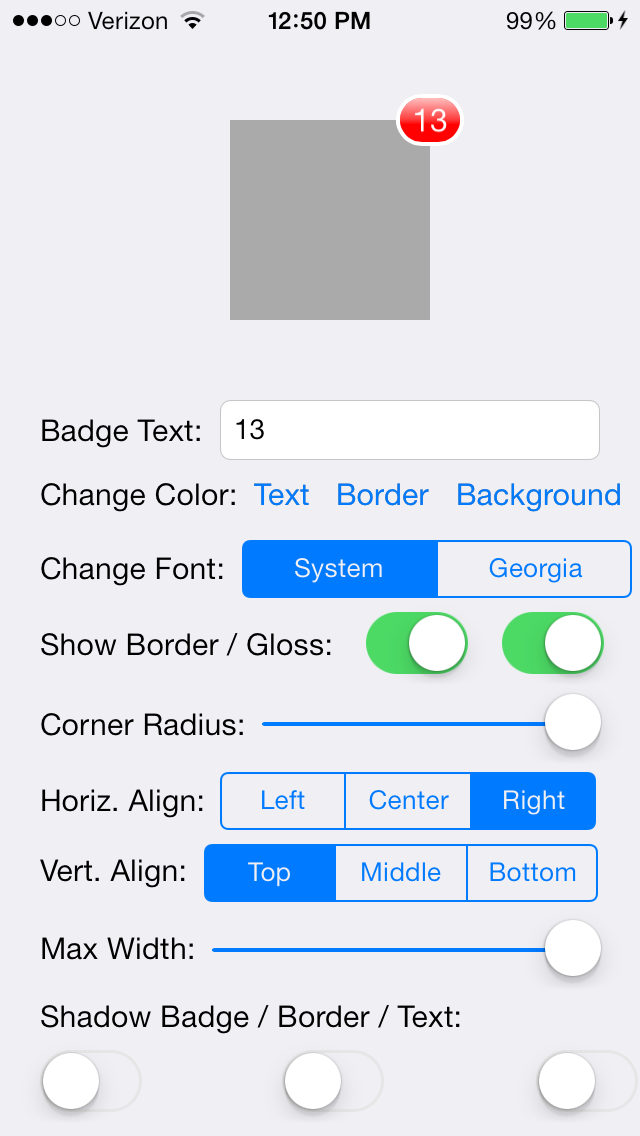 Verizon 12:50 PM 99%
13
Badge Text: 13
Change Color: Text Border Background
Change Font: System Georgia
Show Border / Gloss:
Corner Radius:
Horiz. Align: Left Center Right
Vert. Align: Top Middle Bottom
Max Width:
Shadow Badge / Border / Text: